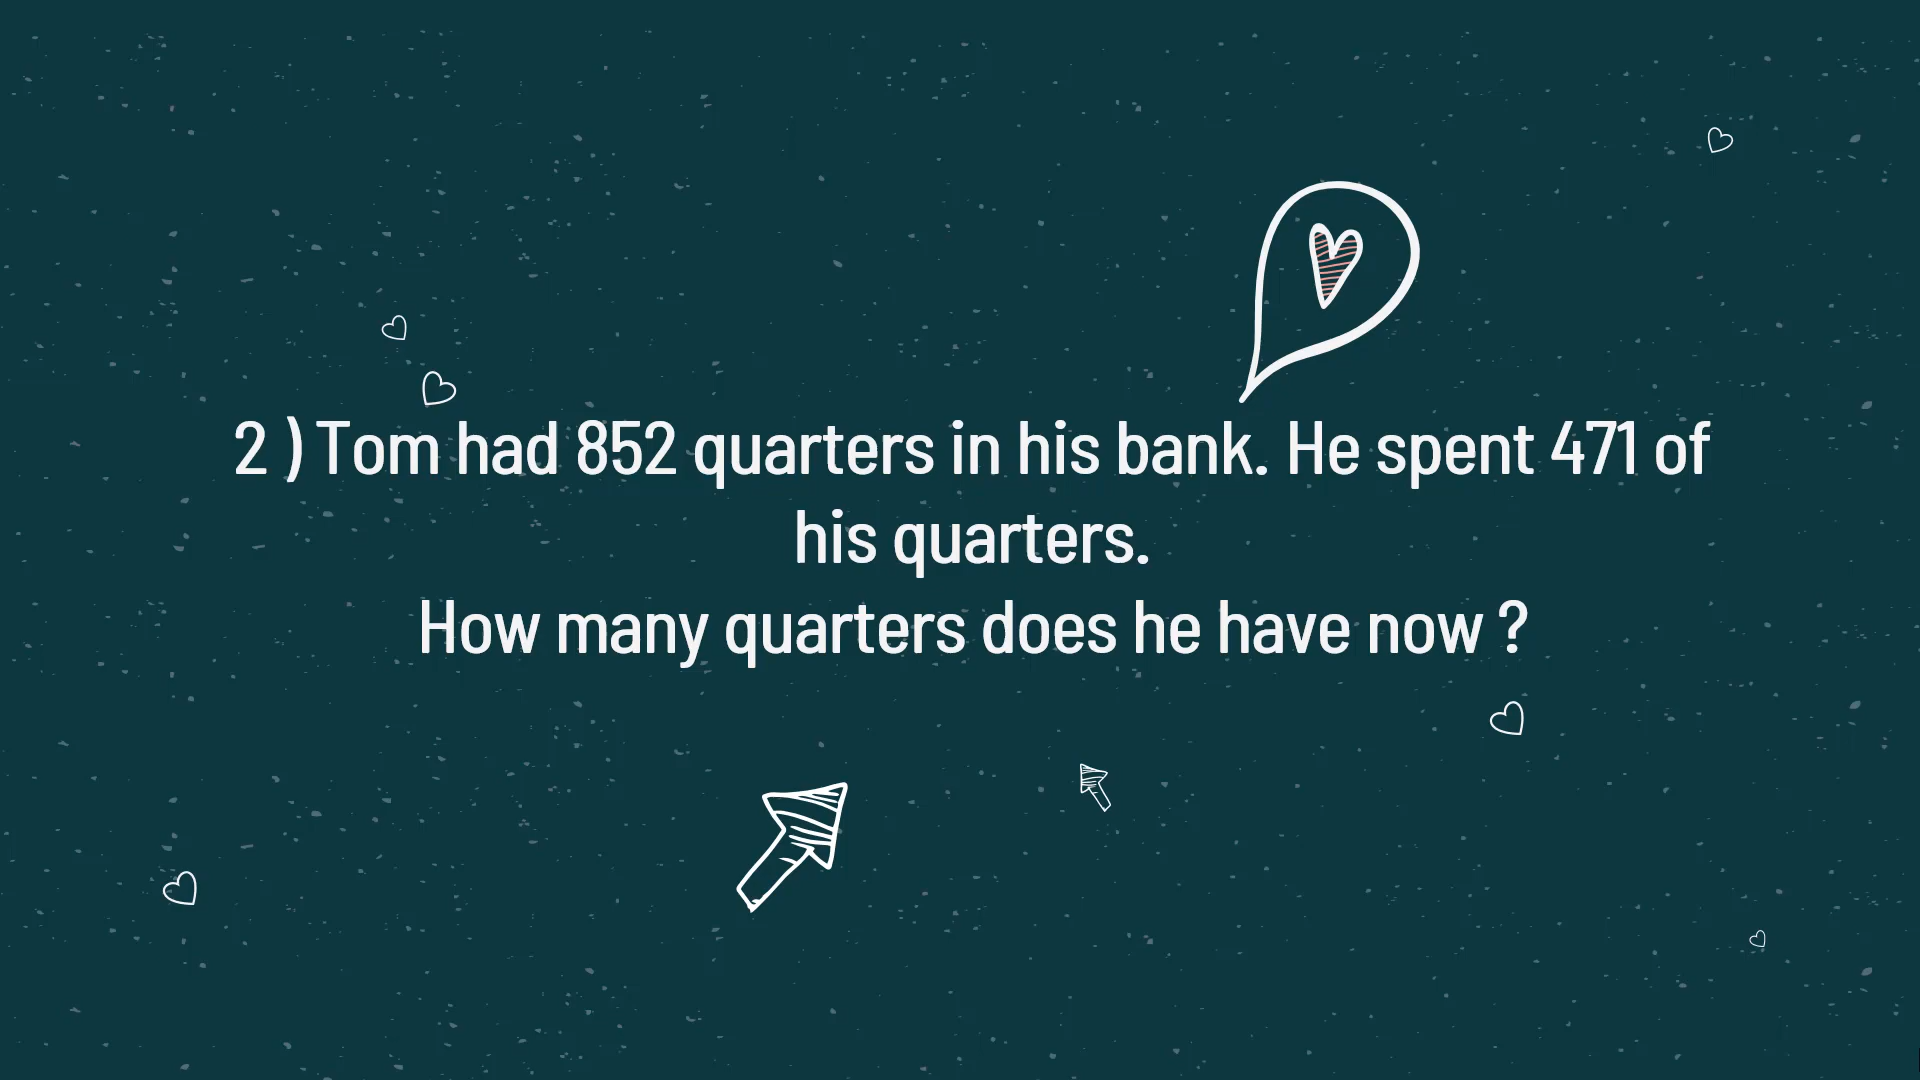 2 ) Tom had 852 quarters in his bank. He spent 471 of
his quarters.
How many quarters does he have now ?